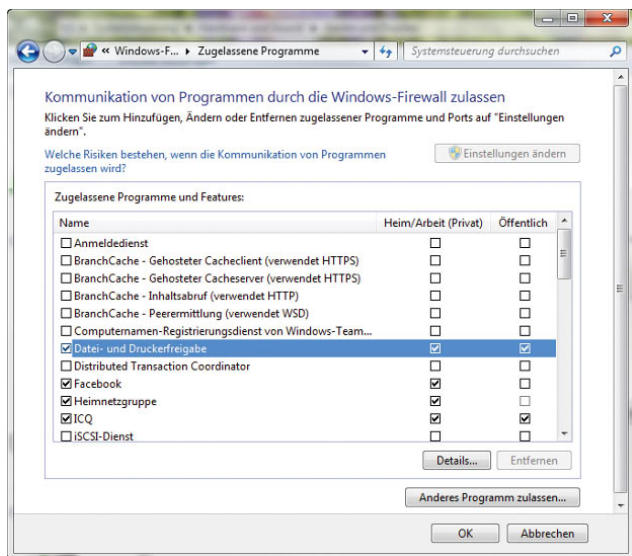 « Windows-F... ▸ Zugelassene Programme
Systemsteuerung durchsuchen
Kommunikation von Programmen durch die Windows-Firewall zulassen
Klicken Sie zum Hinzufügen, Ändern oder Entfernen zugelassener Programme und Ports auf "Einstellungen
ändern".
Welche Risiken bestehen, wenn die Kommunikation von Programmen
zugelassen wird?
Einstellungen ändern
Zugelassene Programme und Features:
Name Heim/Arbeit (Privat) Öffentlich
Anmeldedienst
BranchCache - Gehosteter Cacheclient (verwendet HTTPS)
BranchCache - Gehosteter Cacheserver (verwendet HTTPS)
BranchCache - Inhaltsabruf (verwendet HTTP)
BranchCache - Peerermittlung (verwendet WSD)
Computernamen-Registrierungsdienst von Windows-Team...
Datei- und Druckerfreigabe
Distributed Transaction Coordinator
Facebook
Heimnetzgruppe
ICQ
iSCSI-Dienst
Details... Entfernen
Anderes Programm zulassen...
OK Abbrechen